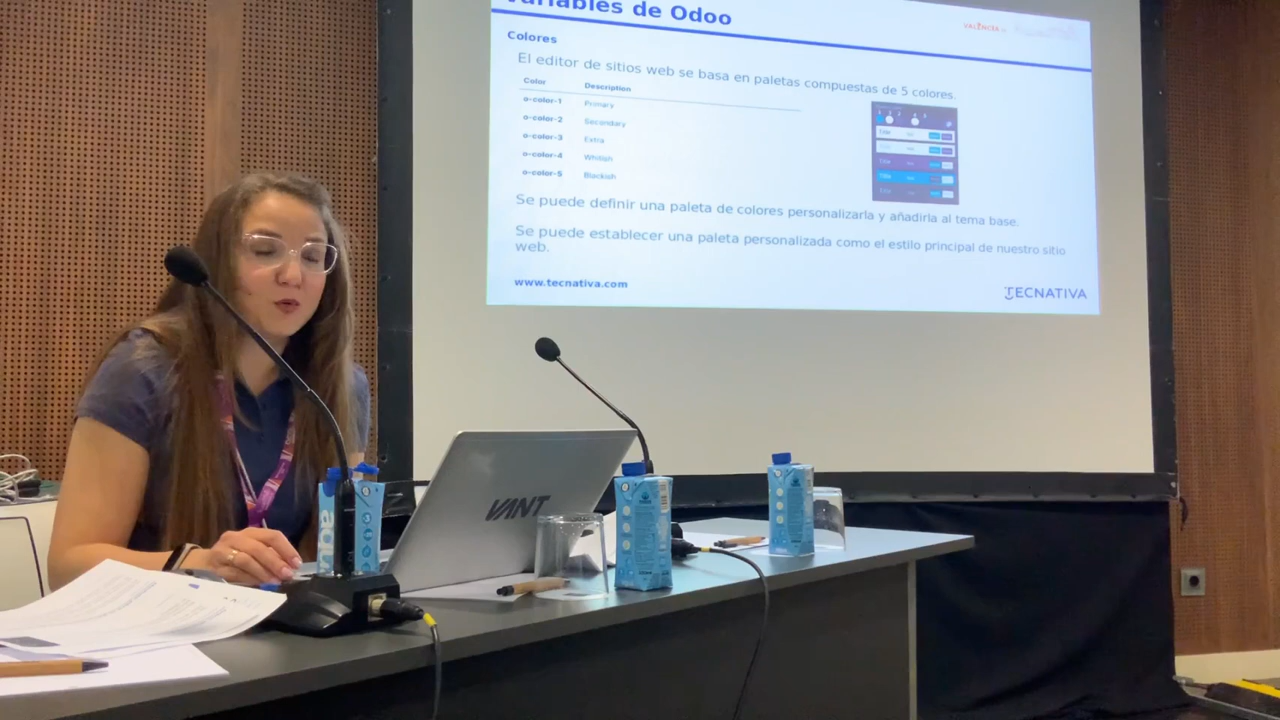 Variables de Odoo
VALÈNCIA
Colores
El editor de sitios web se basa en paletas compuestas de 5 colores.
Color Description
o-color-1 Primary
o-color-2 Secondary
o-color-3 Extra
o-color-4 Whitish
o-color-5 Blackish
Se puede definir una paleta de colores personalizarla y añadirla al tema base.
Se puede establecer una paleta personalizada como el estilo principal de nuestro sitio
web.
www.tecnativa.com
TECNATIVA
VANT